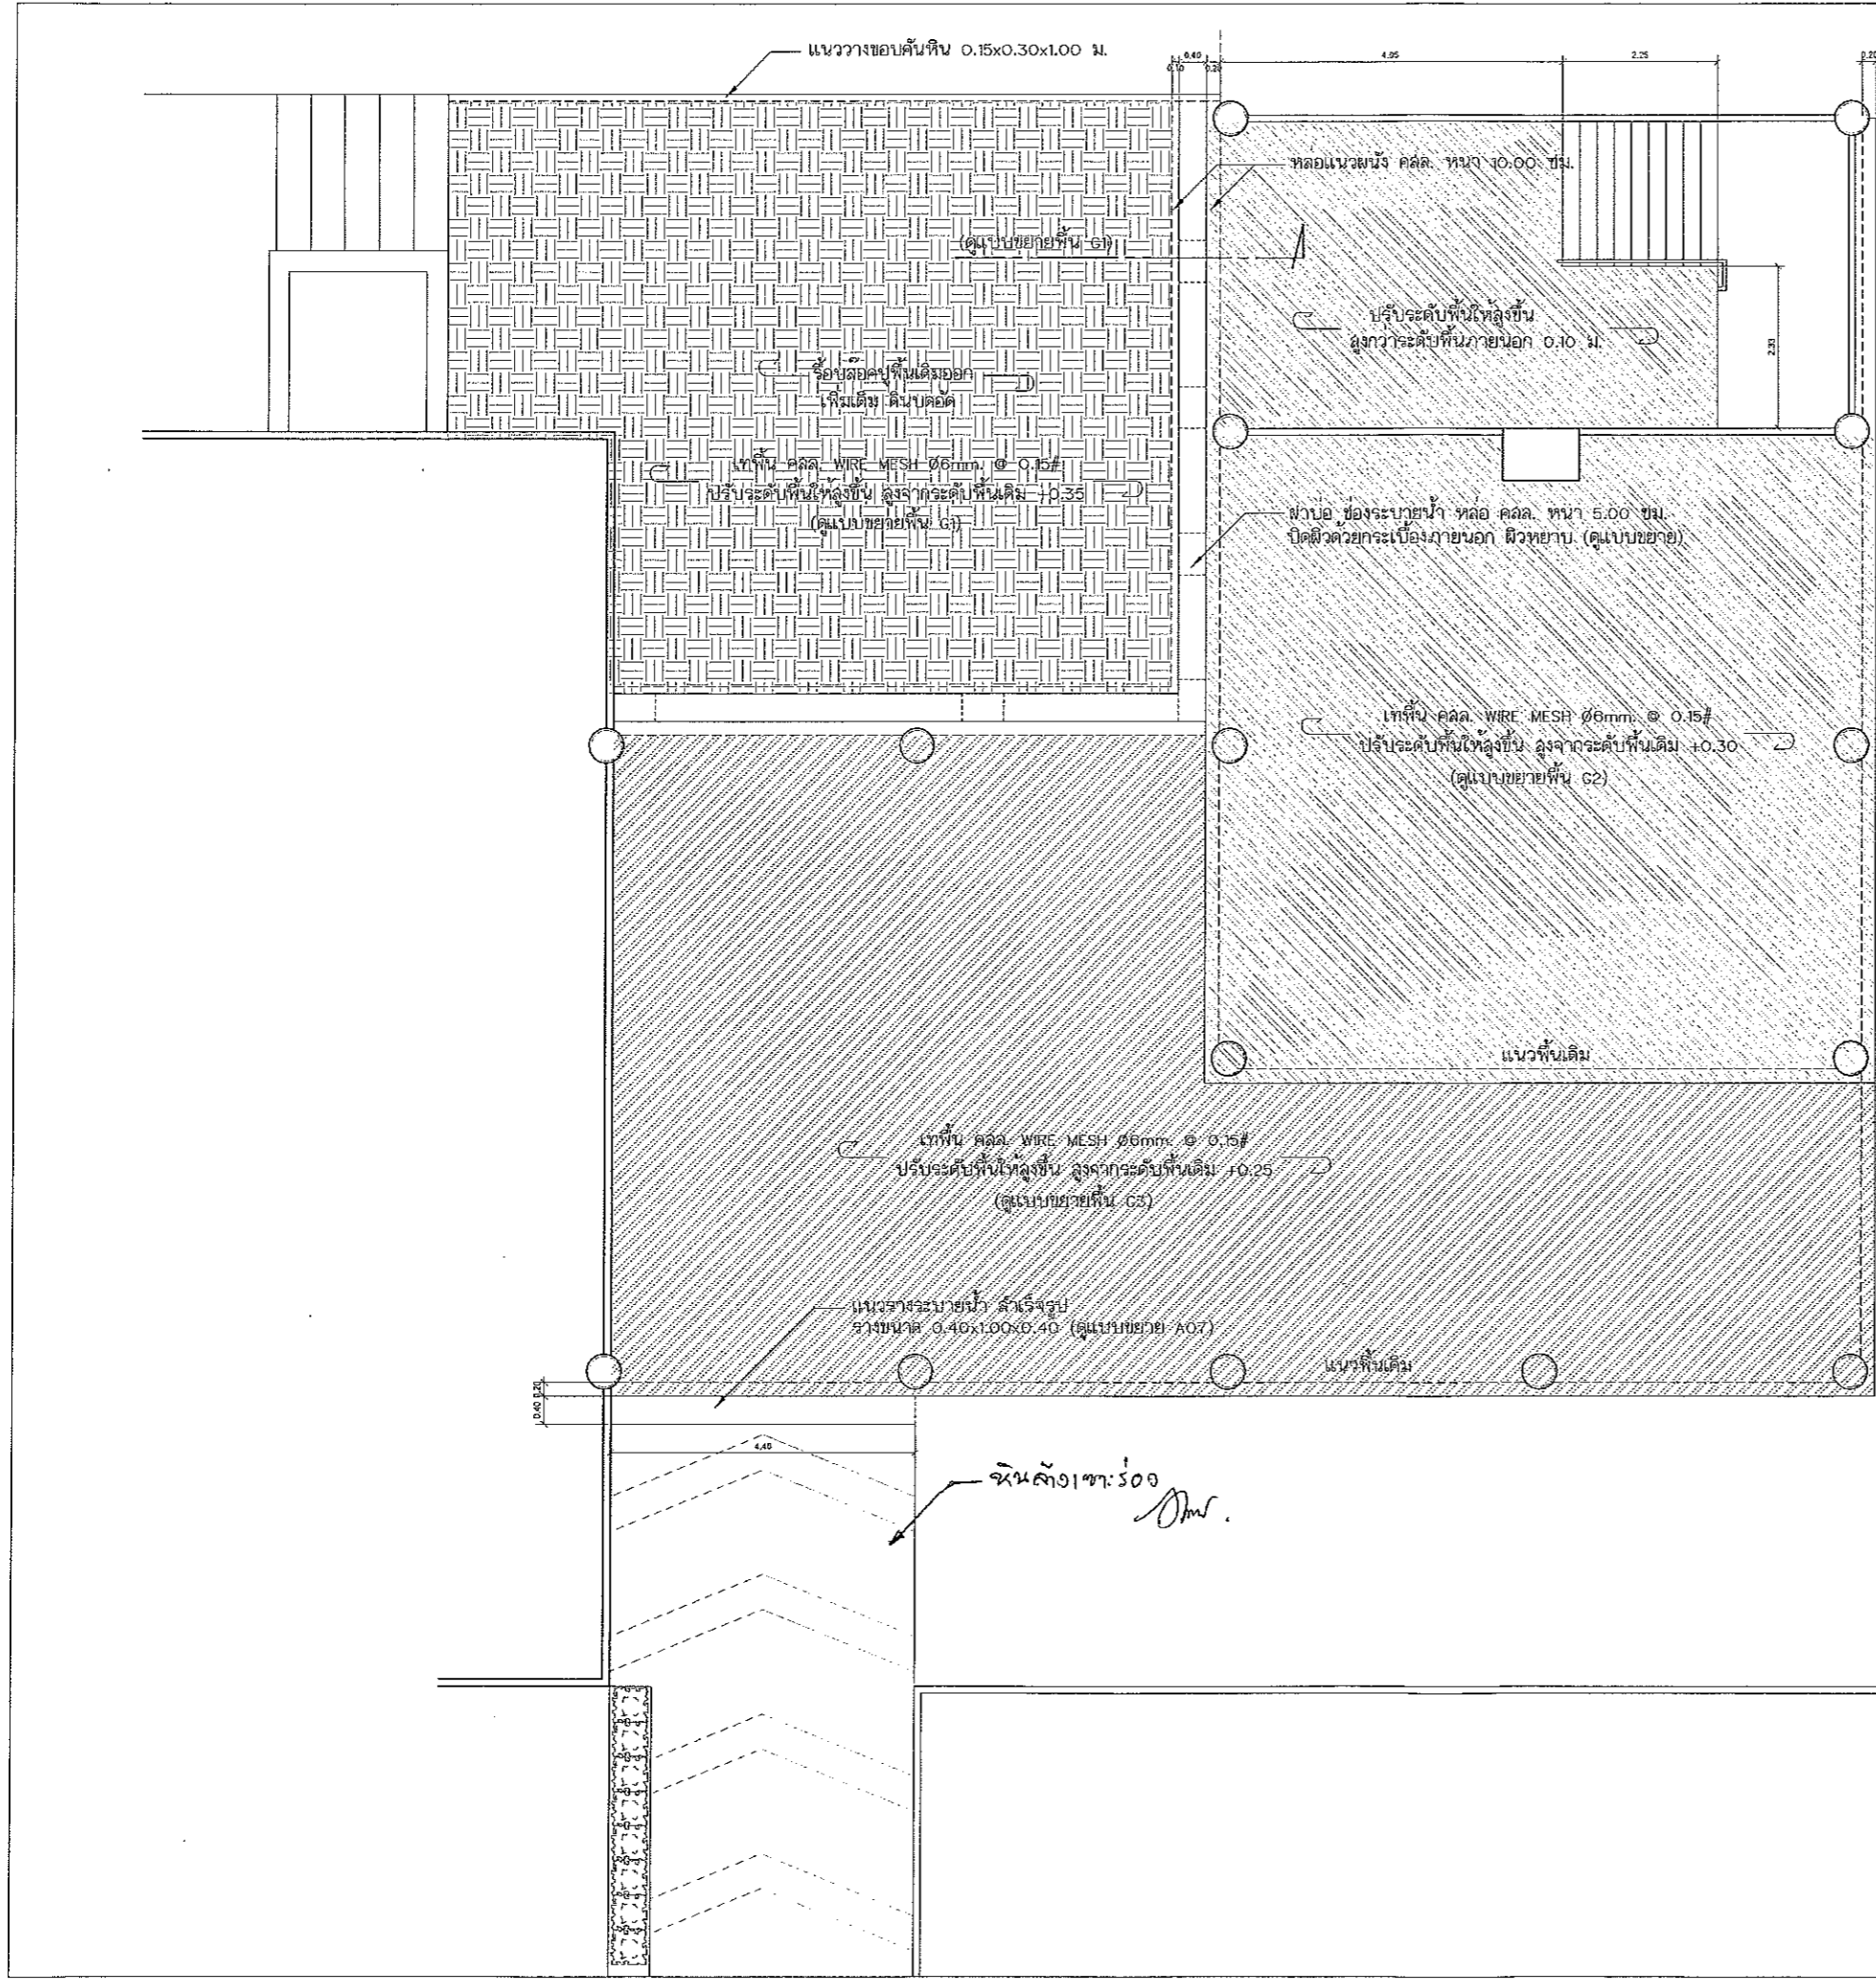 แนววางขอบคันหิน 0.15x0.30x1.00 ม.
0.10
0.40
0.20
4.95
2.25
0.20
หล่อแนวผนัง คสล. หนา 10.00 ซม.
(ดูแบบขยายพื้น G1)
ปรับระดับพื้นให้สูงขึ้น
สูงกว่าระดับพื้นภายนอก 0.10 ม.
2.33
รื้อบล๊อคปูพื้นเดิมออก
เพิ่มเติม ดินบดอัด
เทพื้น คสล. WIRE MESH Ø6mm. @ 0.15#
ปรับระดับพื้นให้สูงขึ้น สูงจากระดับพื้นเดิม +0.35
(ดูแบบขยายพื้น G1)
ฝาบ่อ ช่องระบายน้ำ หล่อ คสล. หนา 5.00 ซม.
ปิดผิวด้วยกระเบื้องภายนอก ผิวหยาบ (ดูแบบขยาย)
เทพื้น คสล. WIRE MESH Ø6mm. @ 0.15#
ปรับระดับพื้นให้สูงขึ้น สูงจากระดับพื้นเดิม +0.30
(ดูแบบขยายพื้น G2)
แนวพื้นเดิม
เทพื้น คสล. WIRE MESH Ø6mm. @ 0.15#
ปรับระดับพื้นให้สูงขึ้น สูงจากระดับพื้นเดิม +0.25
(ดูแบบขยายพื้น G3)
แนวรางระบายน้ำ สำเร็จรูป
รางขนาด 0.40x1.00x0.40 (ดูแบบขยาย A07)
แนวพื้นเดิม
0.20
0.40
หินล้างเซาะร่อง